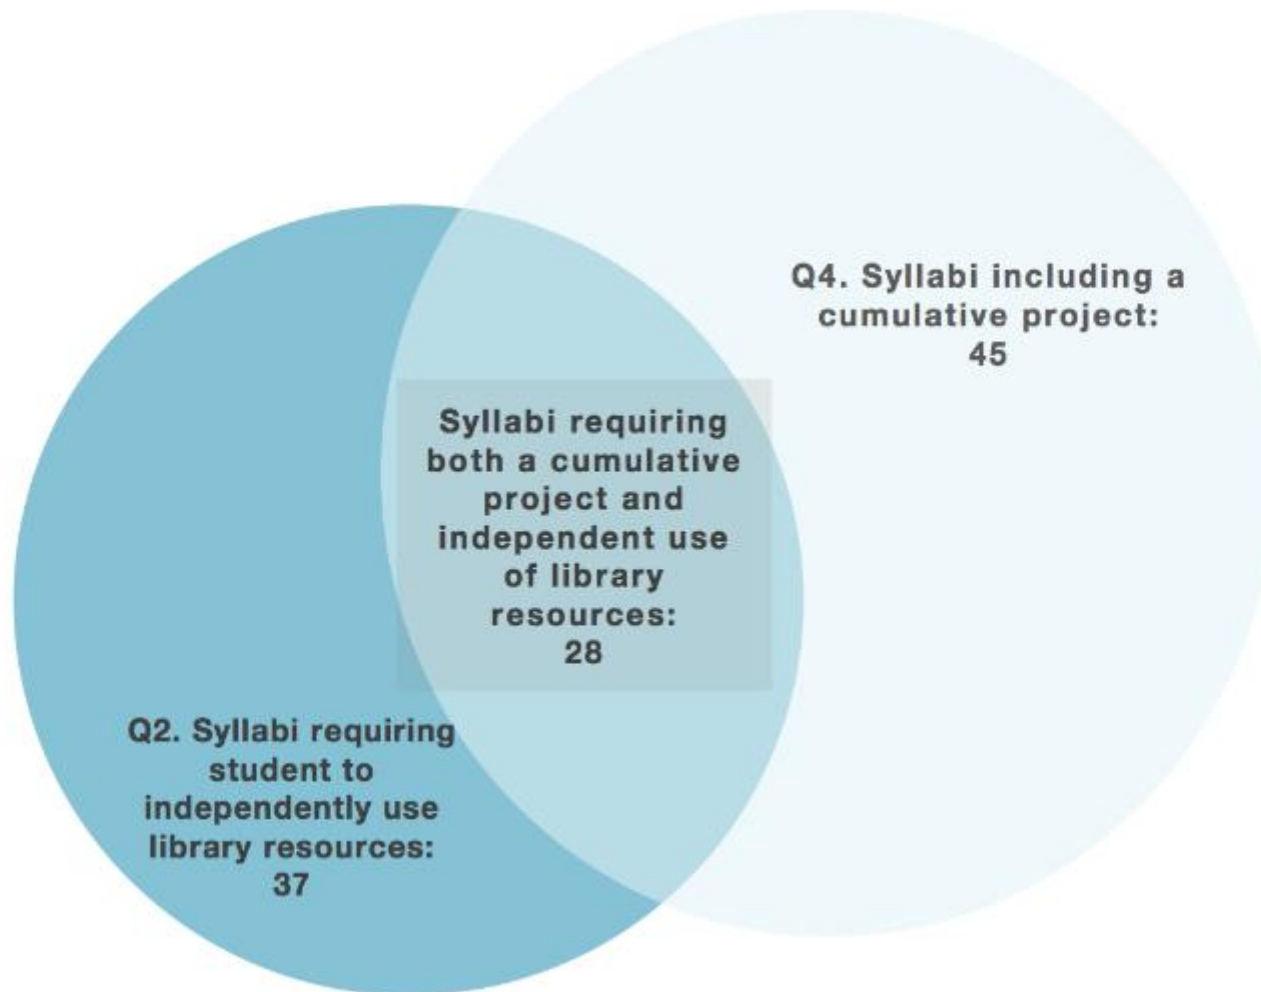 Q4. Syllabi including a
cumulative project:
45
Syllabi requiring
both a cumulative
project and
independent use
of library
resources:
28
Q2. Syllabi requiring
student to
independently use
library resources:
37